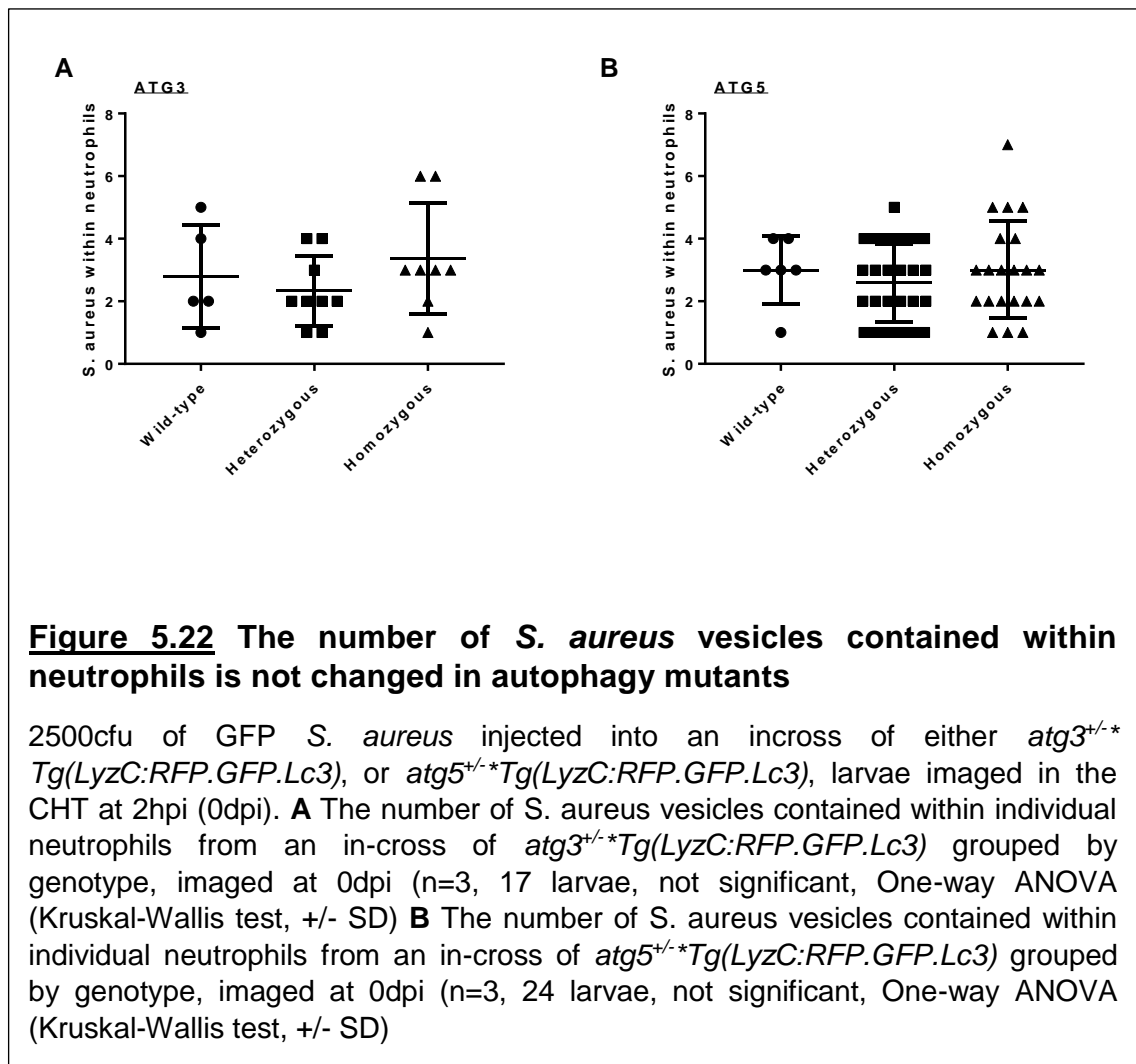 A
ATG3
S. aureus within neutrophils
8
6
4
2
0
Wild-type
Heterozygous
Homozygous
B
ATG5
S. aureus within neutrophils
8
6
4
2
0
Wild-type
Heterozygous
Homozygous
Figure 5.22 The number of S. aureus vesicles contained within
neutrophils is not changed in autophagy mutants
2500cfu of GFP S. aureus injected into an incross of either atg3+/-*
Tg(LyzC:RFP.GFP.Lc3), or atg5+/-*Tg(LyzC:RFP.GFP.Lc3), larvae imaged in the
CHT at 2hpi (0dpi). A The number of S. aureus vesicles contained within individual
neutrophils from an in-cross of atg3+/-*Tg(LyzC:RFP.GFP.Lc3) grouped by
genotype, imaged at 0dpi (n=3, 17 larvae, not significant, One-way ANOVA
(Kruskal-Wallis test, +/- SD) B The number of S. aureus vesicles contained within
individual neutrophils from an in-cross of atg5+/-*Tg(LyzC:RFP.GFP.Lc3) grouped
by genotype, imaged at 0dpi (n=3, 24 larvae, not significant, One-way ANOVA
(Kruskal-Wallis test, +/- SD)